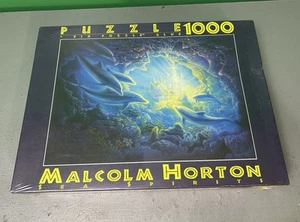 PUZZLE 1000
MALCOLM HORTON
SEA SPIRITS